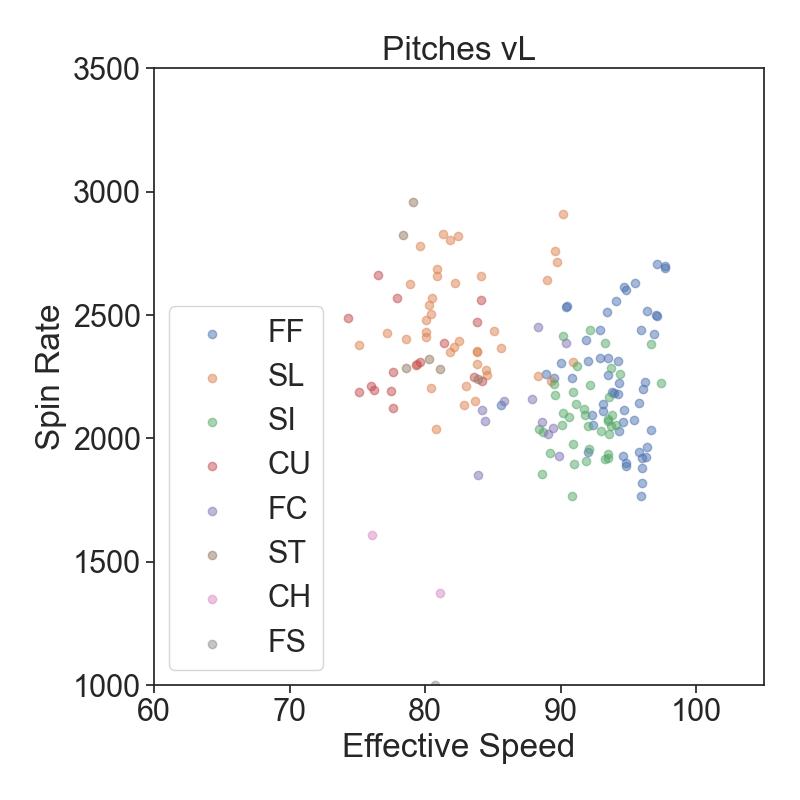 Pitches vL
3500
3000
2500
2000
1500
1000
Spin Rate
FF
SL
SI
CU
FC
ST
CH
FS
60
70
80
90
100
Effective Speed